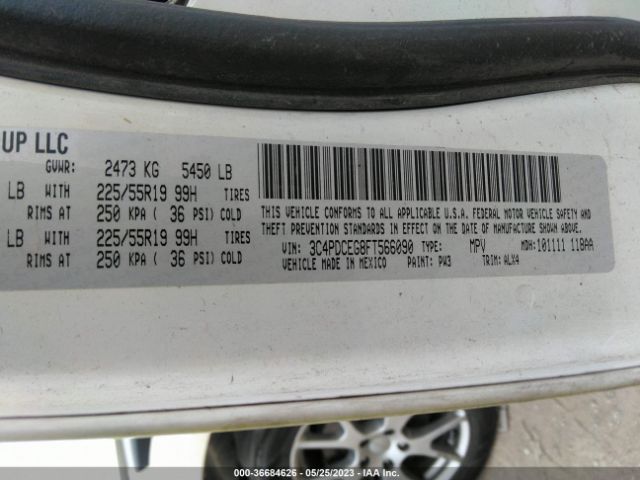 UP LLC
GVWR: 2473 KG 5450 LB
LB WITH 225/55R19 99H TIRES
RIMS AT 250 KPA ( 36 PSI) COLD
LB WITH 225/55R19 99H TIRES
RIMS AT 250 KPA ( 36 PSI) COLD
THIS VEHICLE CONFORMS TO ALL APPLICABLE U.S.A. FEDERAL MOTOR VEHICLE SAFETY AND
THEFT PREVENTION STANDARDS IN EFFECT ON THE DATE OF MANUFACTURE SHOWN ABOVE.
VIN: 3C4PDCEG8FT566090 TYPE: MPV MDH:101111 118AA
VEHICLE MADE IN MEXICO PAINT: PW3 TRIM: ALX4
000-36684626 - 05/25/2023 - IAA Inc.